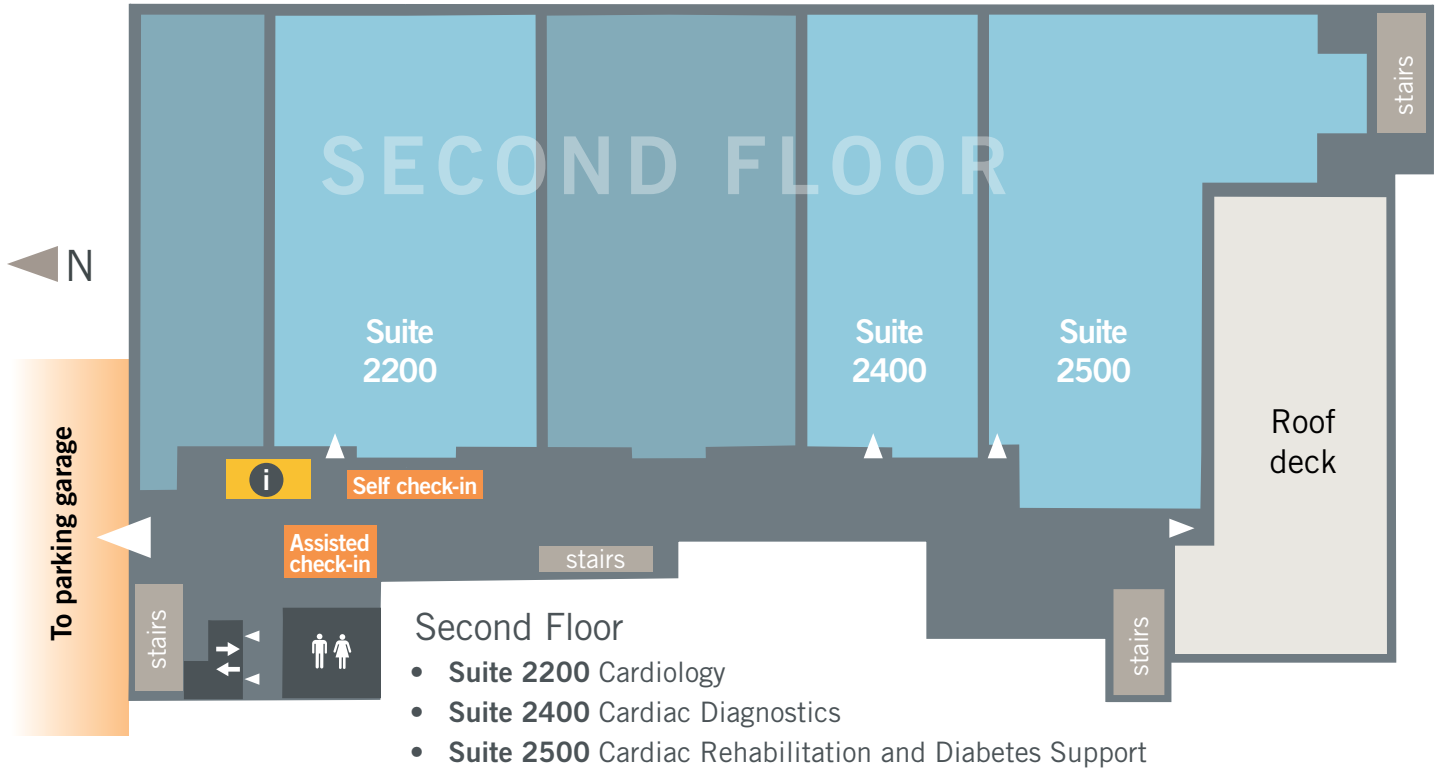 SECOND FLOOR
stairs
N
Suite
2200
Suite
2400
Suite
2500
Roof
deck
To parking garage
i
Self check-in
Assisted
check-in
stairs
stairs
stairs
Second Floor
• Suite 2200 Cardiology
• Suite 2400 Cardiac Diagnostics
• Suite 2500 Cardiac Rehabilitation and Diabetes Support